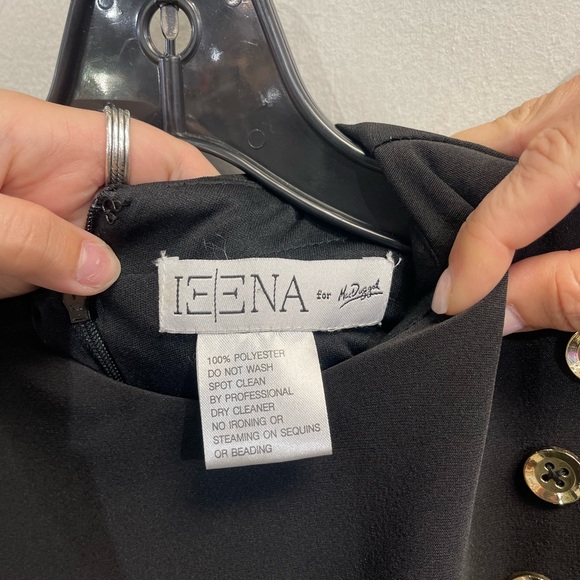 IEENA for Mac Duggal
100% POLYESTER
DO NOT WASH
SPOT CLEAN
BY PROFESSIONAL
DRY CLEANER
NO IRONING OR
STEAMING ON SEQUINS
OR BEADING